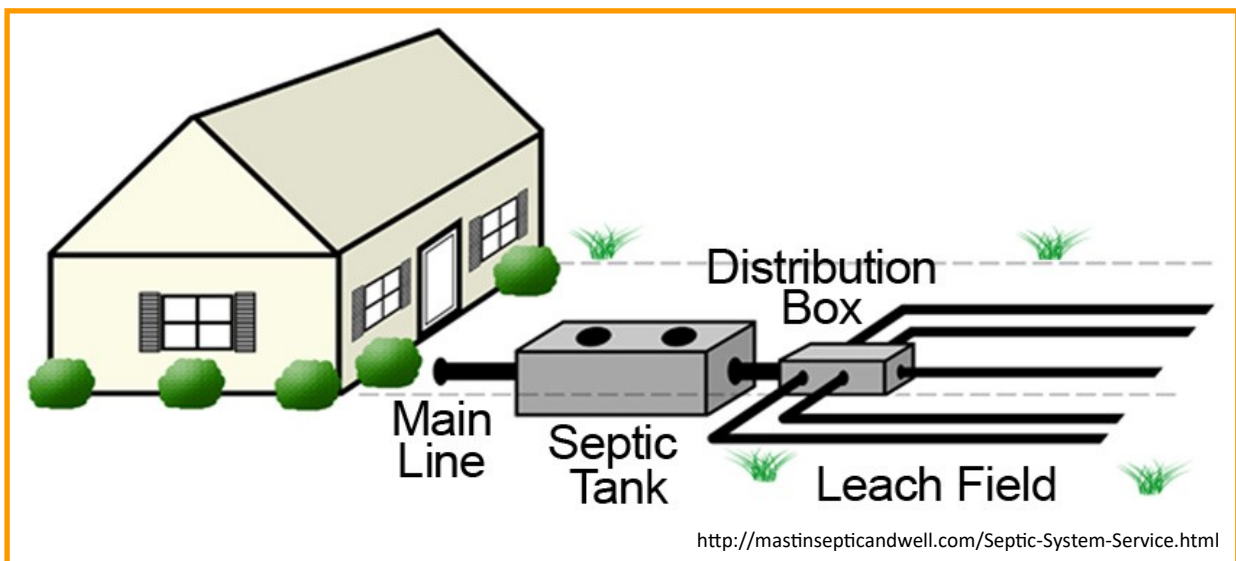 Distribution
Box
Main
Line
Septic
Tank
Leach Field
http://mastinsepticandwell.com/Septic-System-Service.html